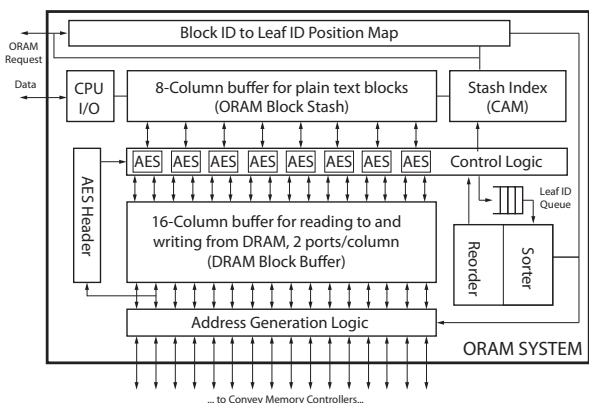 Block ID to Leaf ID Position Map
ORAM
Request
Data
CPU
I/O
8-Column buffer for plain text blocks
(ORAM Block Stash)
Stash Index
(CAM)
AES AES AES AES AES AES AES AES
Control Logic
AES Header
Leaf ID
Queue
16-Column buffer for reading to and
writing from DRAM, 2 ports/column
(DRAM Block Buffer)
Reorder
Sorter
Address Generation Logic
ORAM SYSTEM
... to Convey Memory Controllers...